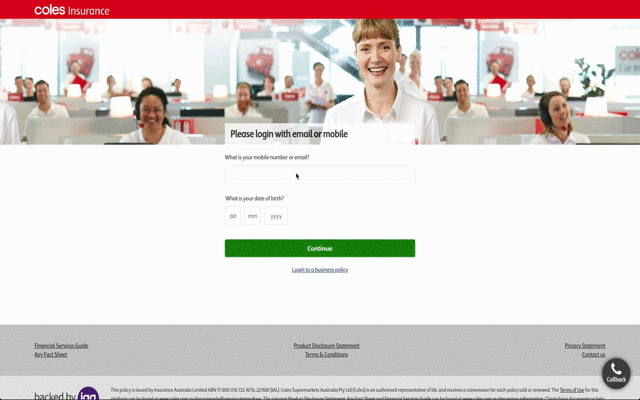 coles Insurance
Please login with email or mobile
What is your mobile number or email?
What is your date of birth?
dd mm yyyy
Continue
Login to a business policy
Financial Services Guide
Key Fact Sheet
Product Disclosure Statement
Terms & Conditions
Privacy Statement
Contact us
Callback
backed by iag
This policy is issued by Insurance Australia Limited ABN 11 000 016 722 AFSL 227681 (IAL). Coles Supermarkets Australia Pty Ltd (Coles) is an authorised representative of IAL and receives a commission for each policy sold or renewed. The Terms of Use for this